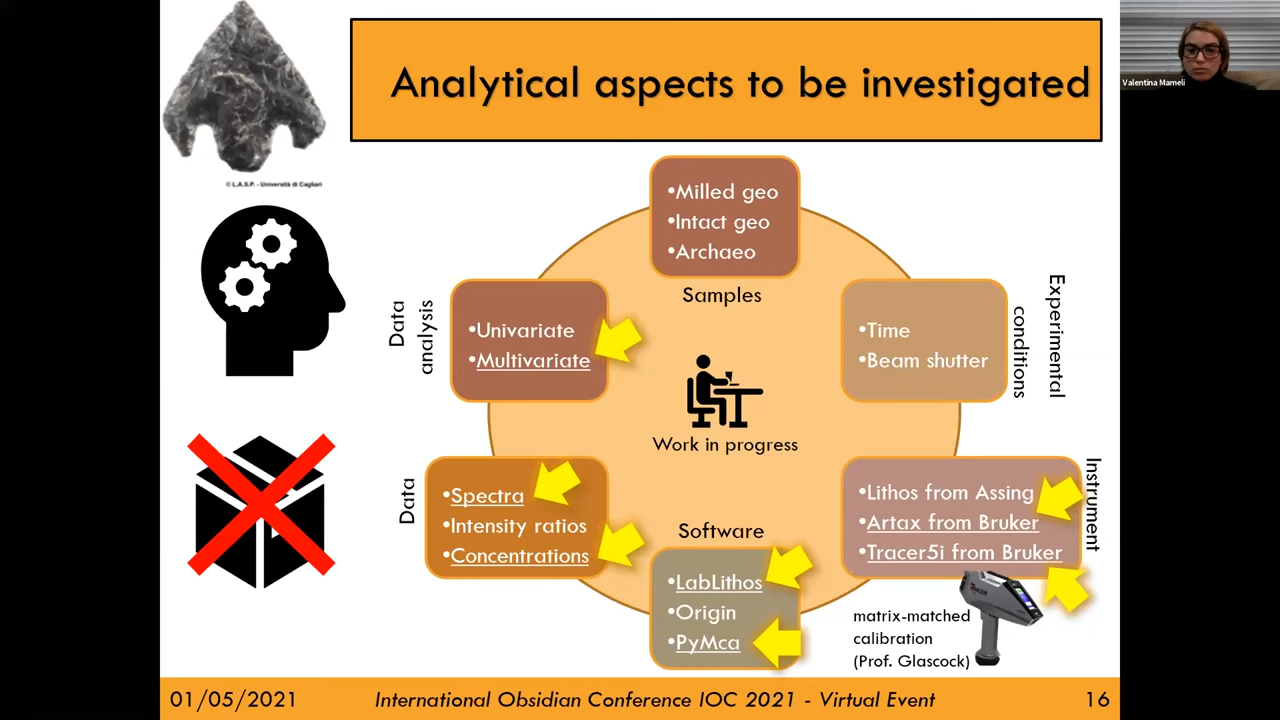 Analytical aspects to be investigated
Valentina Mameli
© L.A.S.P. - Università di Cagliari
•Milled geo
•Intact geo
•Archaeo
Samples
Data
analysis
•Univariate
•Multivariate
•Time
•Beam shutter
Experimental
conditions
Work in progress
Data
•Spectra
•Intensity ratios
•Concentrations
Software
•LabLithos
•Origin
•PyMca
•Lithos from Assing
•Artax from Bruker
•Tracer5i from Bruker
Instrument
TRACER
matrix-matched
calibration
(Prof. Glascock)
01/05/2021
International Obsidian Conference IOC 2021 - Virtual Event
16